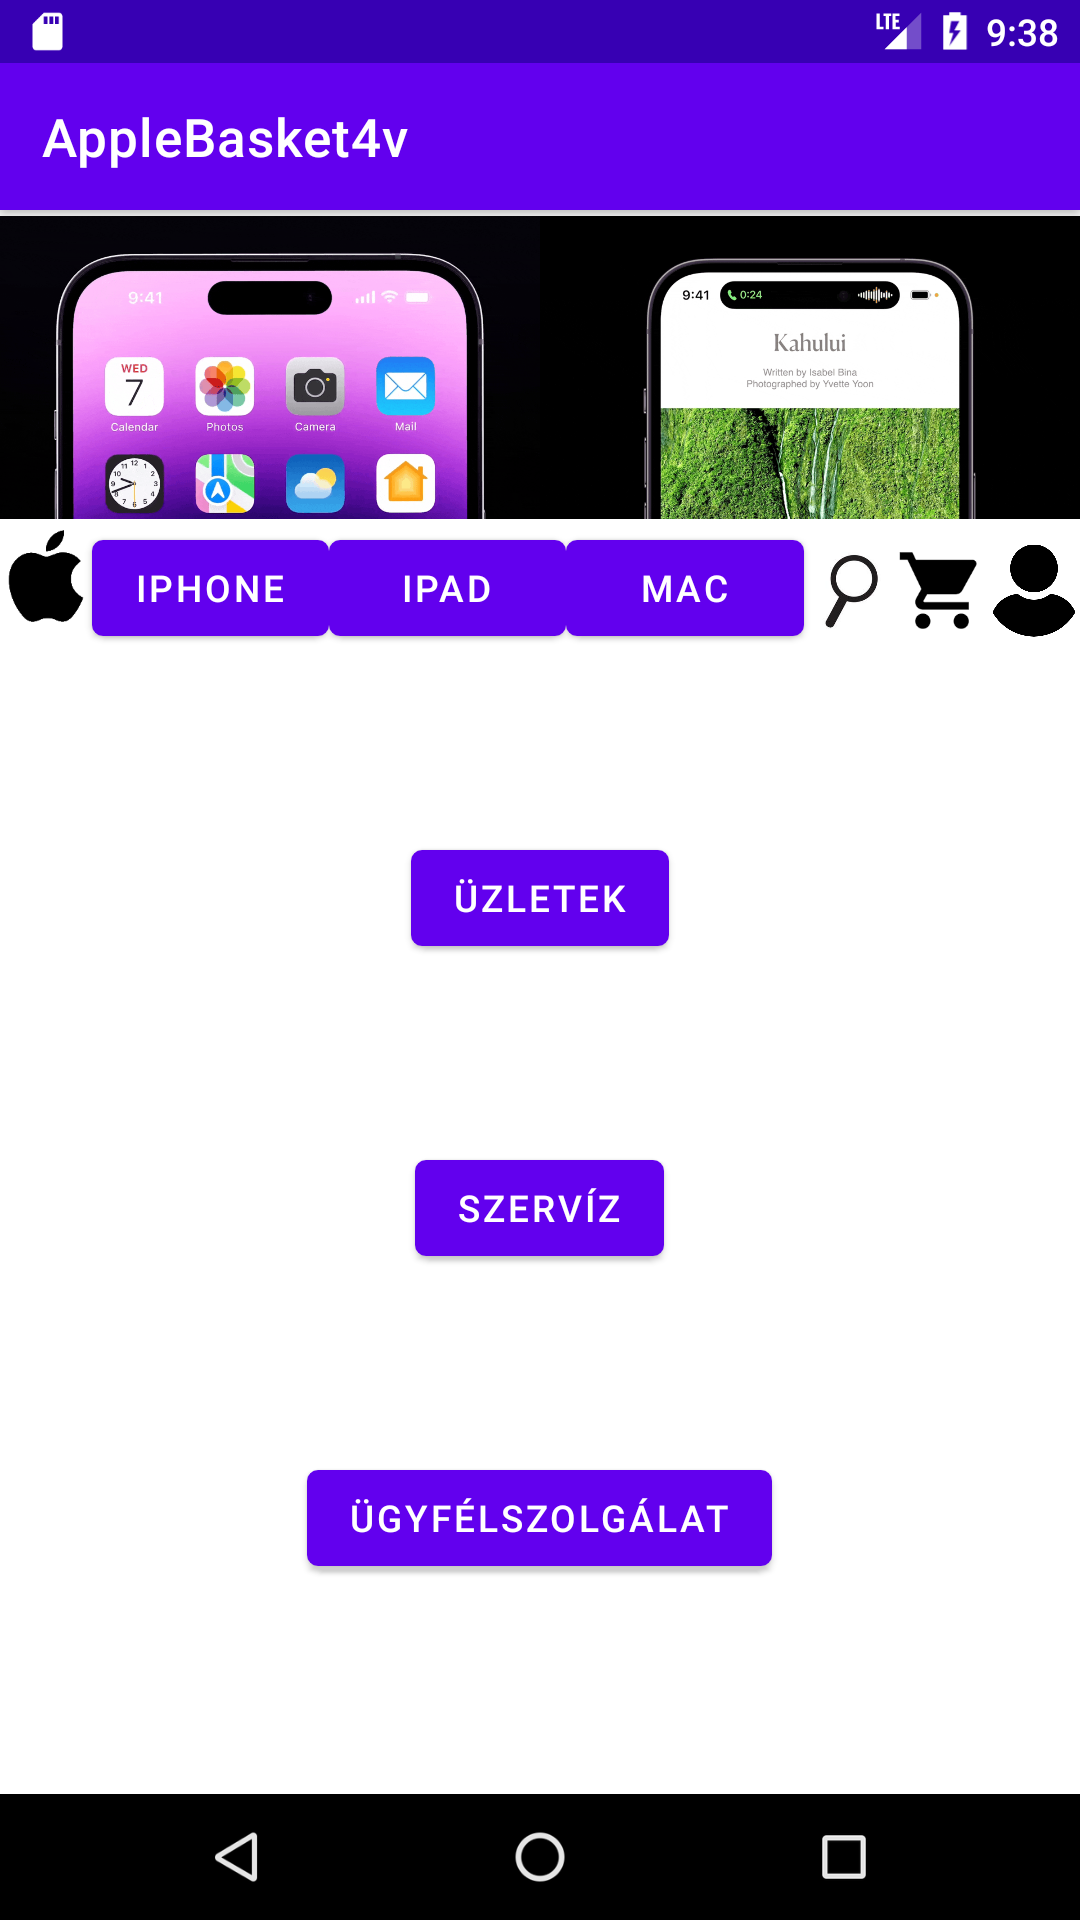 LTE 9:38
AppleBasket4v
9:41
WED
7
Calendar
Photos
Camera
Mail
9:41 0:24
Kahului
Written by Isabel Bina
Photographed by Yvette Yoon
IPHONE IPAD MAC
ÜZLETEK
SZERVÍZ
ÜGYFÉLSZOLGÁLAT